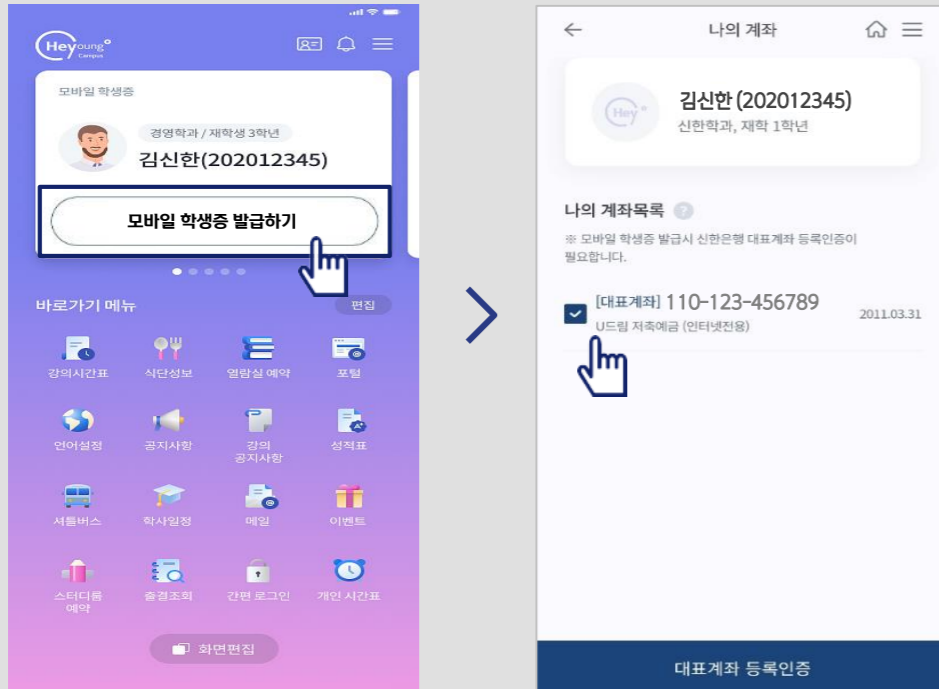 Heyoung
Campus
모바일 학생증
경영학과 / 재학생 3학년
김신한(202012345)
모바일 학생증 발급하기
바로가기 메뉴
편집
강의시간표
식단정보
열람실 예약
포털
언어설정
공지사항
강의
공지사항
성적표
셔틀버스
학사일정
메일
이벤트
스터디룸
예약
출결조회
간편 로그인
개인 시간표
화면편집
나의 계좌
Hey
김신한 (202012345)
신한학과, 재학 1학년
나의 계좌목록 ?
※ 모바일 학생증 발급시 신한은행 대표계좌 등록인증이
필요합니다.
[대표계좌] 110-123-456789
U드림 저축예금 (인터넷전용)
2011.03.31
대표계좌 등록인증